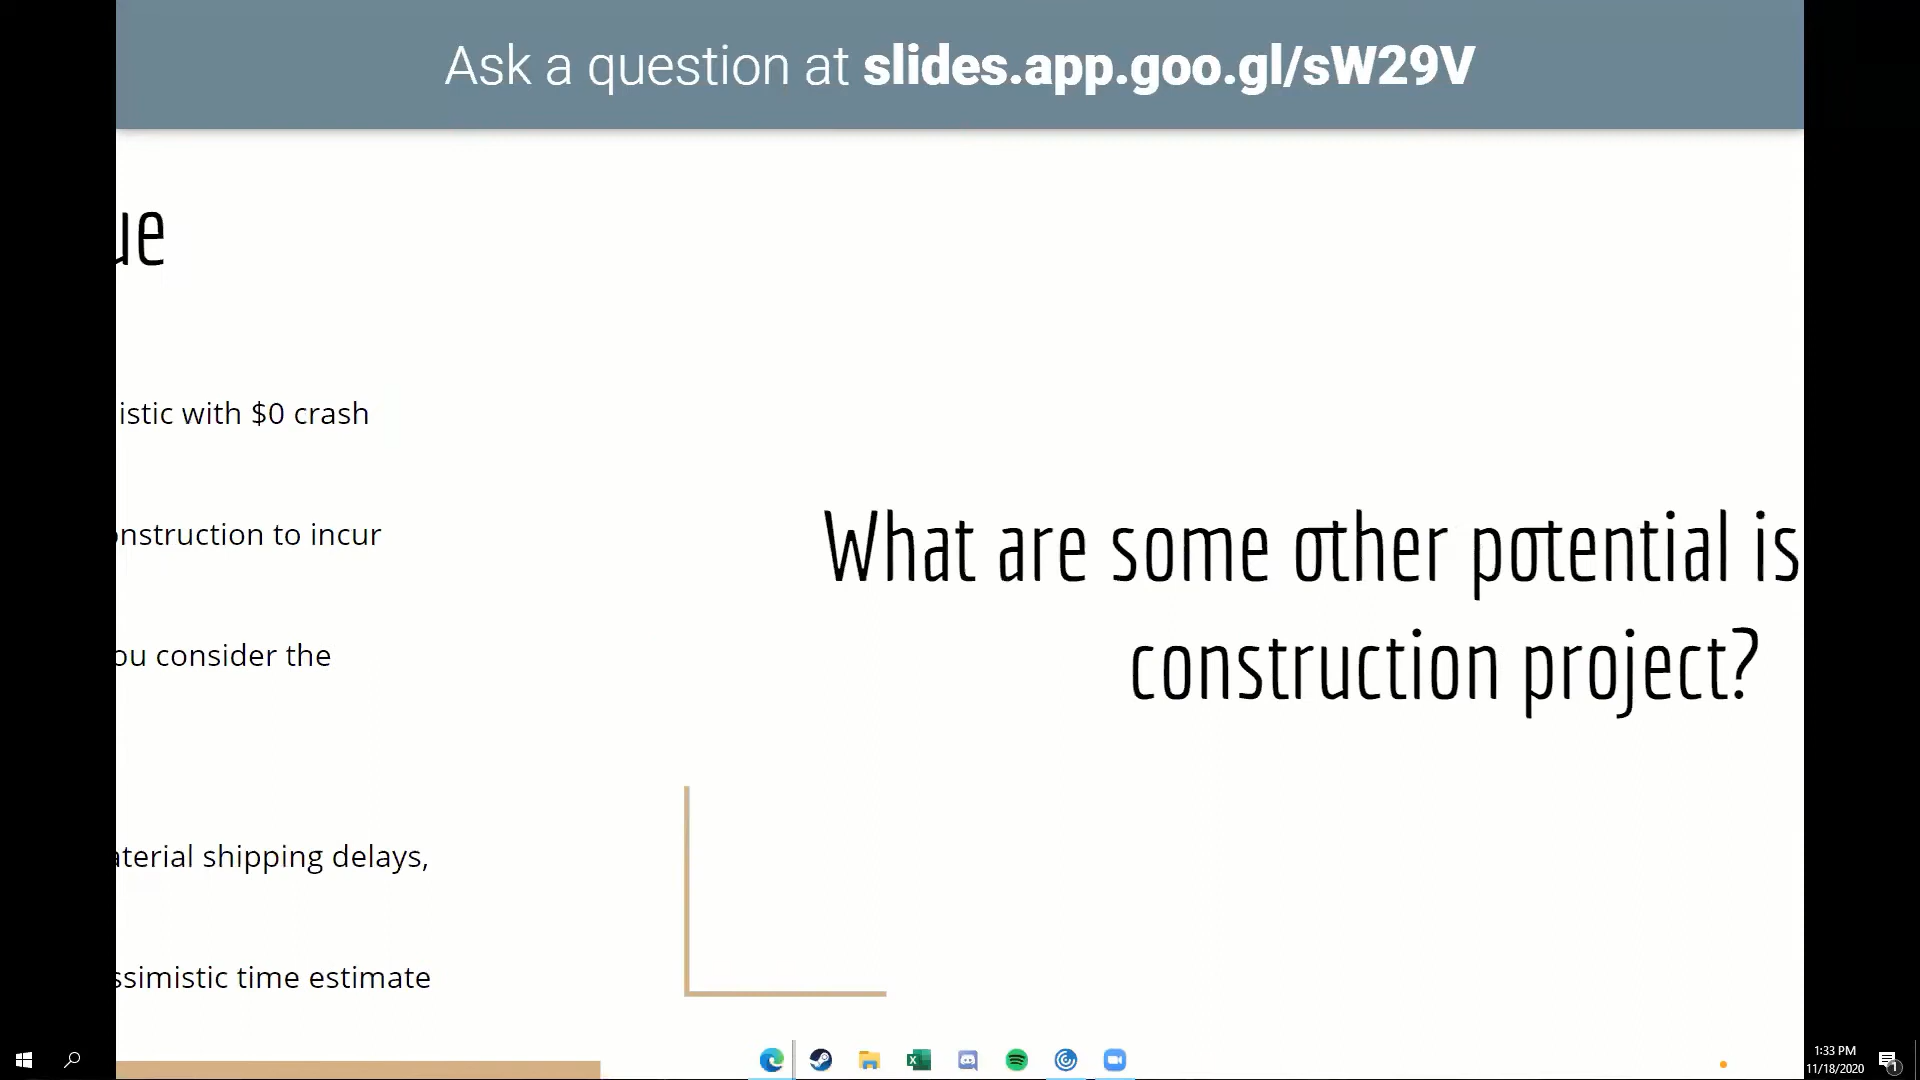 Ask a question at slides.app.goo.gl/sW29V
ue
istic with $0 crash
onstruction to incur
ou consider the
aterial shipping delays,
ssimistic time estimate
What are some other potential is
construction project?
1:33 PM
11/18/2020
1